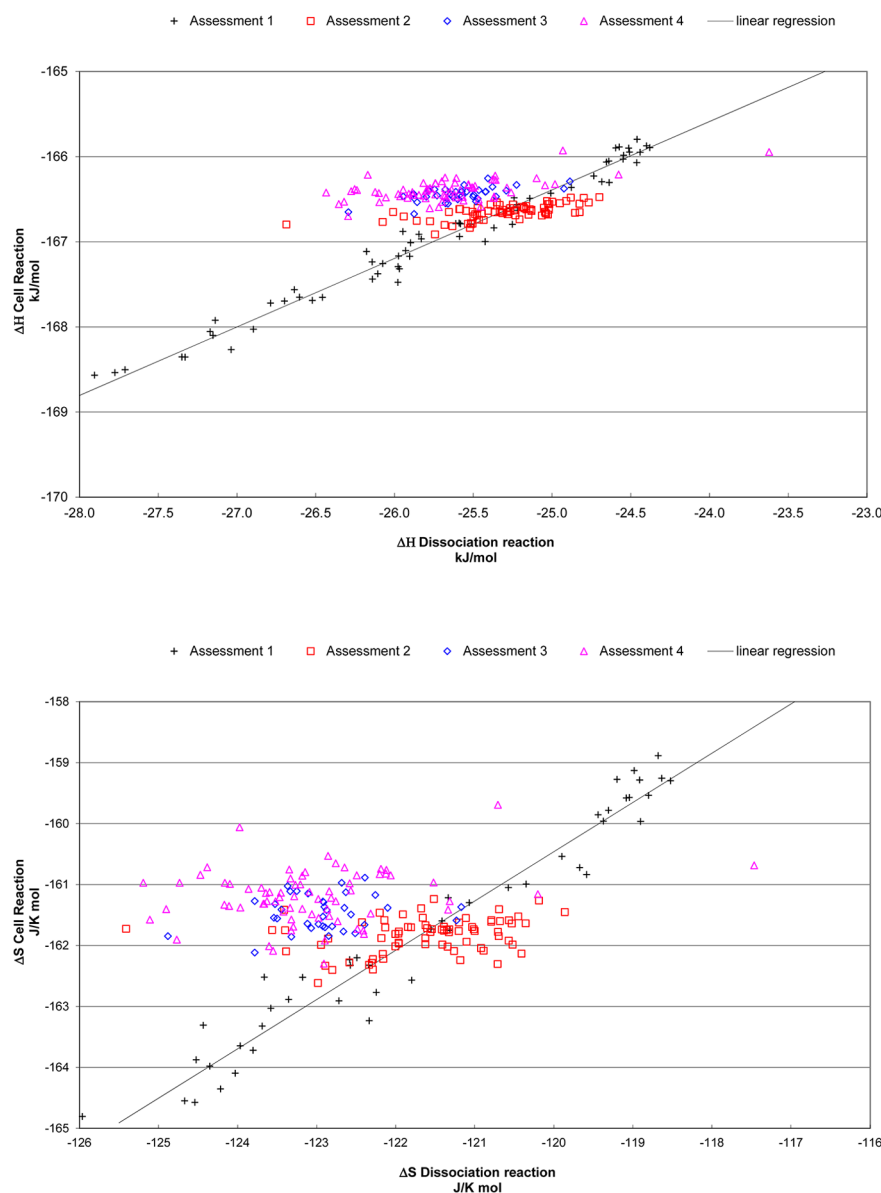 Assessment 1 Assessment 2 Assessment 3 Assessment 4 linear regression
-165
-166
-167
-168
-169
-170
ΔH Cell Reaction
kJ/mol
-28.0 -27.5 -27.0 -26.5 -26.0 -25.5 -25.0 -24.5 -24.0 -23.5 -23.0
ΔH Dissociation reaction
kJ/mol
Assessment 1 Assessment 2 Assessment 3 Assessment 4 linear regression
-158
-159
-160
-161
-162
-163
-164
-165
ΔS Cell Reaction
J/K mol
-126 -125 -124 -123 -122 -121 -120 -119 -118 -117 -116
ΔS Dissociation reaction
J/K mol